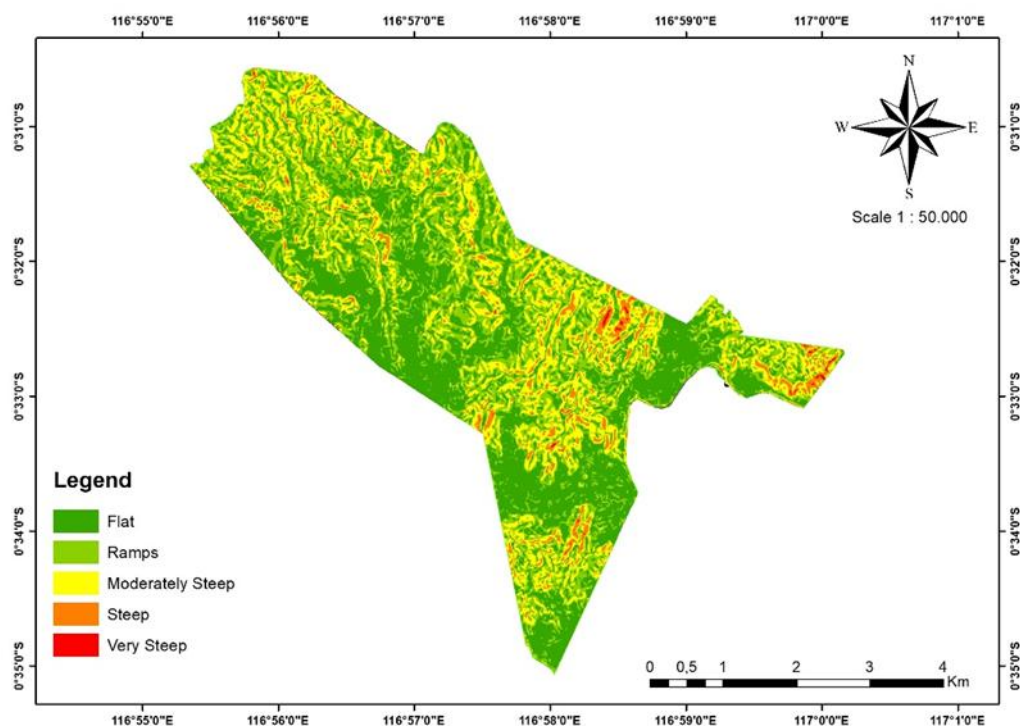 116°55'0"E 116°56'0"E 116°57'0"E 116°58'0"E 116°59'0"E 117°0'0"E 117°1'0"E
N
W E
S
Scale 1 : 50.000
0°31'0"S 0°31'0"S
0°32'0"S 0°32'0"S
0°33'0"S 0°33'0"S
0°34'0"S 0°34'0"S
0°35'0"S 0°35'0"S
Legend
Flat
Ramps
Moderately Steep
Steep
Very Steep
0 0,5 1 2 3 4
Km
116°55'0"E 116°56'0"E 116°57'0"E 116°58'0"E 116°59'0"E 117°0'0"E 117°1'0"E